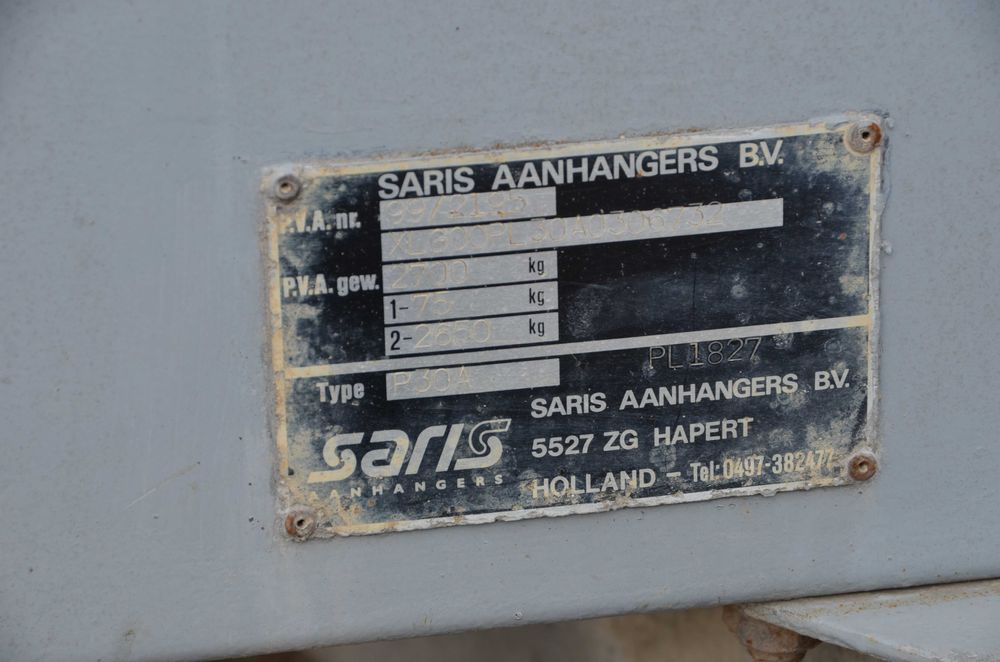 SARIS AANHANGERS B.V.
P.V.A. nr. 997-2195
XLG00PL30A0306732
P.V.A. gew. 2700 kg
1-75 kg
2-2650 kg
PL1827
Type P30A
SARIS AANHANGERS B.V.
saris
AANHANGERS
5527 ZG HAPERT
HOLLAND - Tel: 0497-382477